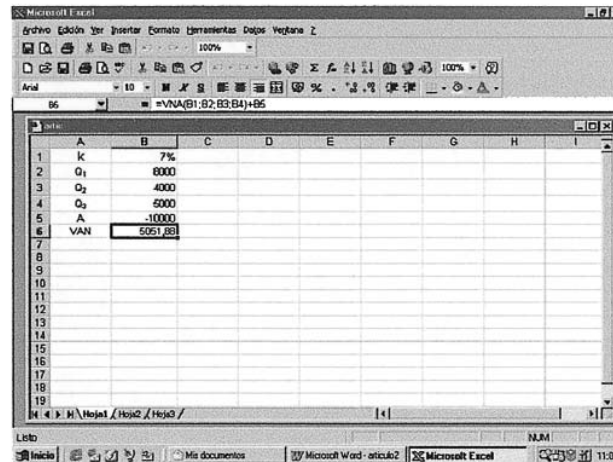 Microsoft Excel
Archivo Edición Ver Insertar Formato Herramientas Datos Ventana ?
100%
100%
Arial 10 N K S % .
B6 = =VNA(B1;B2;B3;B4)+B5
A B C D E F G H I
1 k 7%
2 Q₁ 8000
3 Q₂ 4000
4 Q₃ 5000
5 A -10000
6 VAN 5051,88
7
8
9
10
11
12
13
14
15
16
17
18
19
Hoja1 Hoja2 Hoja3
Listo NUM
Inicio Mis documentos Microsoft Word - articulo2 Microsoft Excel